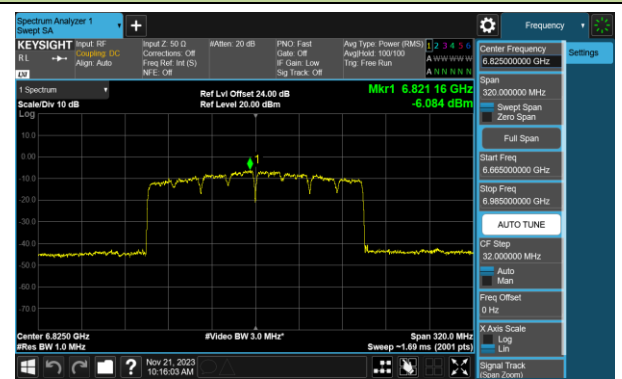 Spectrum Analyzer 1
Swept SA
+
Frequency
KEYSIGHT
RL
LXI
Input: RF
Coupling: DC
Align: Auto
Input Z: 50 Ω
Corrections: Off
Freq Ref: Int (S)
NFE: Off
#Atten: 20 dB
PNO: Fast
Gate: Off
IF Gain: Low
Sig Track: Off
Avg Type: Power (RMS)
Avg|Hold: 100/100
Trig: Free Run
1 2 3 4 5 6
A W W W W W
A N N N N N
1 Spectrum
Scale/Div 10 dB
Log
Ref Lvl Offset 24.00 dB
Ref Level 20.00 dBm
Mkr1 6.821 16 GHz
-6.084 dBm
10.0
0.00
-10.0
-20.0
-30.0
-40.0
-50.0
-60.0
-70.0
1
Center 6.8250 GHz
#Res BW 1.0 MHz
#Video BW 3.0 MHz*
Span 320.0 MHz
Sweep ~1.69 ms (2001 pts)
Nov 21, 2023
10:16:03 AM
?
Center Frequency
6.825000000 GHz
Settings
Span
320.000000 MHz
Swept Span
Zero Span
Full Span
Start Freq
6.665000000 GHz
Stop Freq
6.985000000 GHz
AUTO TUNE
CF Step
32.000000 MHz
Auto
Man
Freq Offset
0 Hz
X Axis Scale
Log
Lin
Signal Track
(Span Zoom)